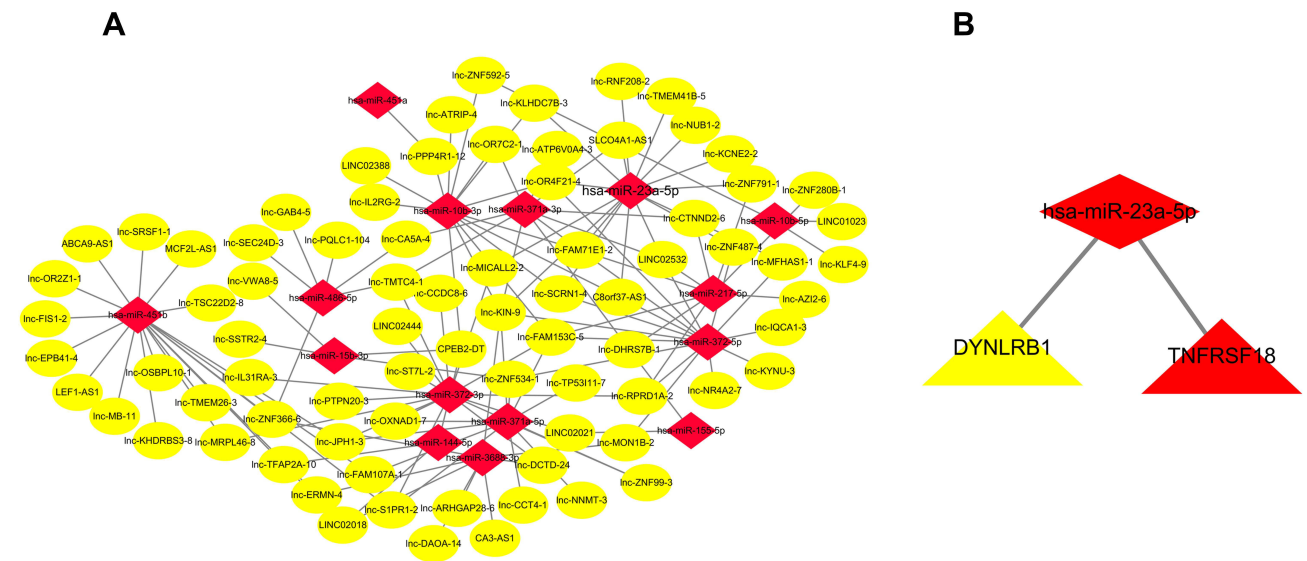 A
B
lnc-ZNF592-5
lnc-RNF208-2
hsa-miR-451a
lnc-KLHDC7B-3
lnc-TMEM41B-5
lnc-ATRIP-4
lnc-NUB1-2
lnc-OR7C2-1
lnc-ATP6V0A4-3
SLCO4A1-AS1
lnc-PPP4R1-12
lnc-KCNE2-2
LINC02388
lnc-OR4F21-4
hsa-miR-23a-5p
lnc-ZNF791-1
lnc-ZNF280B-1
lnc-IL2RG-2
hsa-miR-10b-3p
hsa-miR-371a-3p
lnc-GAB4-5
lnc-CTNND2-6
hsa-miR-10b-5p
LINC01023
lnc-SRSF1-1
ABCA9-AS1
MCF2L-AS1
lnc-SEC24D-3
lnc-PQLC1-104
lnc-CA5A-4
lnc-FAM71E1-2
lnc-ZNF487-4
LINC02532
lnc-MFHAS1-1
lnc-KLF4-9
lnc-OR2Z1-1
lnc-VWA8-5
lnc-TMTC4-1
lnc-MICALL2-2
lnc-CCDC8-6
lnc-SCRN1-4
C8orf37-AS1
hsa-miR-217-5p
lnc-AZI2-6
lnc-TSC22D2-8
hsa-miR-486-5p
lnc-FIS1-2
hsa-miR-451b
lnc-KIN-9
LINC02444
lnc-IQCA1-3
lnc-SSTR2-4
lnc-FAM153C-5
lnc-DHRS7B-1
hsa-miR-372-5p
lnc-EPB41-4
hsa-miR-15b-3p
CPEB2-DT
lnc-OSBPL10-1
lnc-IL31RA-3
lnc-ST7L-2
lnc-ZNF534-1
lnc-TP53I11-7
lnc-KYNU-3
LEF1-AS1
lnc-NR4A2-7
lnc-TMEM26-3
lnc-PTPN20-3
hsa-miR-372-3p
lnc-RPRD1A-2
lnc-MB-11
lnc-ZNF366-6
lnc-OXNAD1-7
hsa-miR-371a-5p
LINC02021
hsa-miR-155-5p
lnc-KHDRBS3-8
lnc-MRPL46-8
lnc-JPH1-3
hsa-miR-144-5p
lnc-MON1B-2
lnc-TFAP2A-10
hsa-miR-3688-3p
lnc-DCTD-24
lnc-FAM107A-1
lnc-ZNF99-3
lnc-ERMN-4
lnc-S1PR1-2
lnc-ARHGAP28-6
lnc-CCT4-1
lnc-NNMT-3
LINC02018
lnc-DAOA-14
CA3-AS1
hsa-miR-23a-5p
DYNLRB1
TNFRSF18